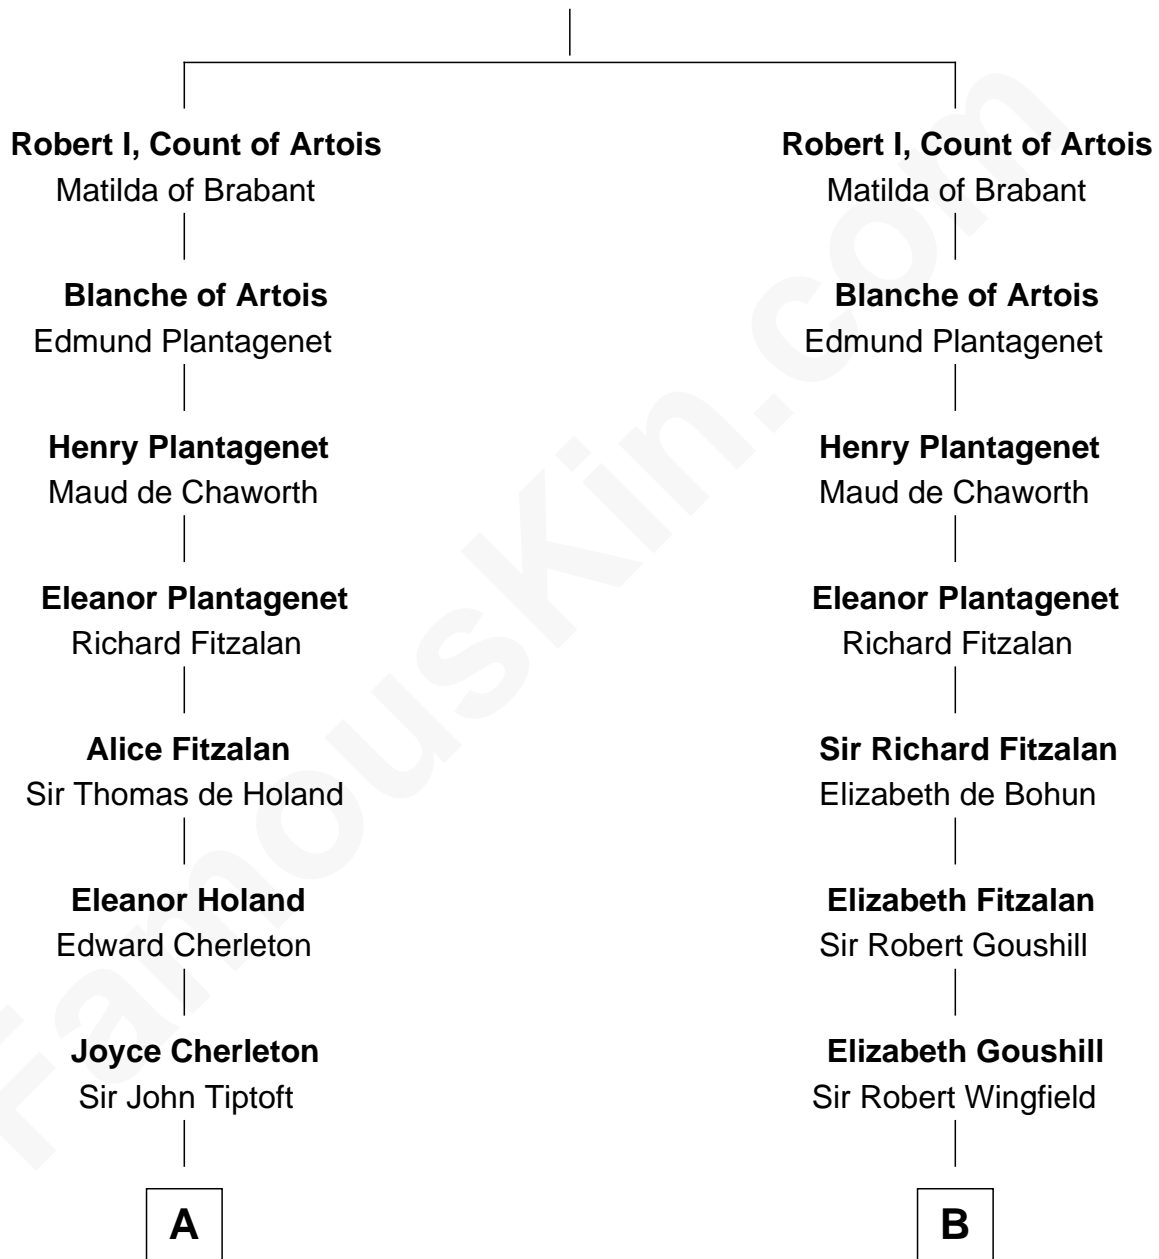 Robert I, Count of Artois
Matilda of Brabant
Blanche of Artois
Edmund Plantagenet
Henry Plantagenet
Maud de Chaworth
Eleanor Plantagenet
Richard Fitzalan
Alice Fitzalan
Sir Thomas de Holand
Eleanor Holand
Edward Cherleton
Joyce Cherleton
Sir John Tiptoft
A
Robert I, Count of Artois
Matilda of Brabant
Blanche of Artois
Edmund Plantagenet
Henry Plantagenet
Maud de Chaworth
Eleanor Plantagenet
Richard Fitzalan
Sir Richard Fitzalan
Elizabeth de Bohun
Elizabeth Fitzalan
Sir Robert Goushill
Elizabeth Goushill
Sir Robert Wingfield
B
FamousKin.com